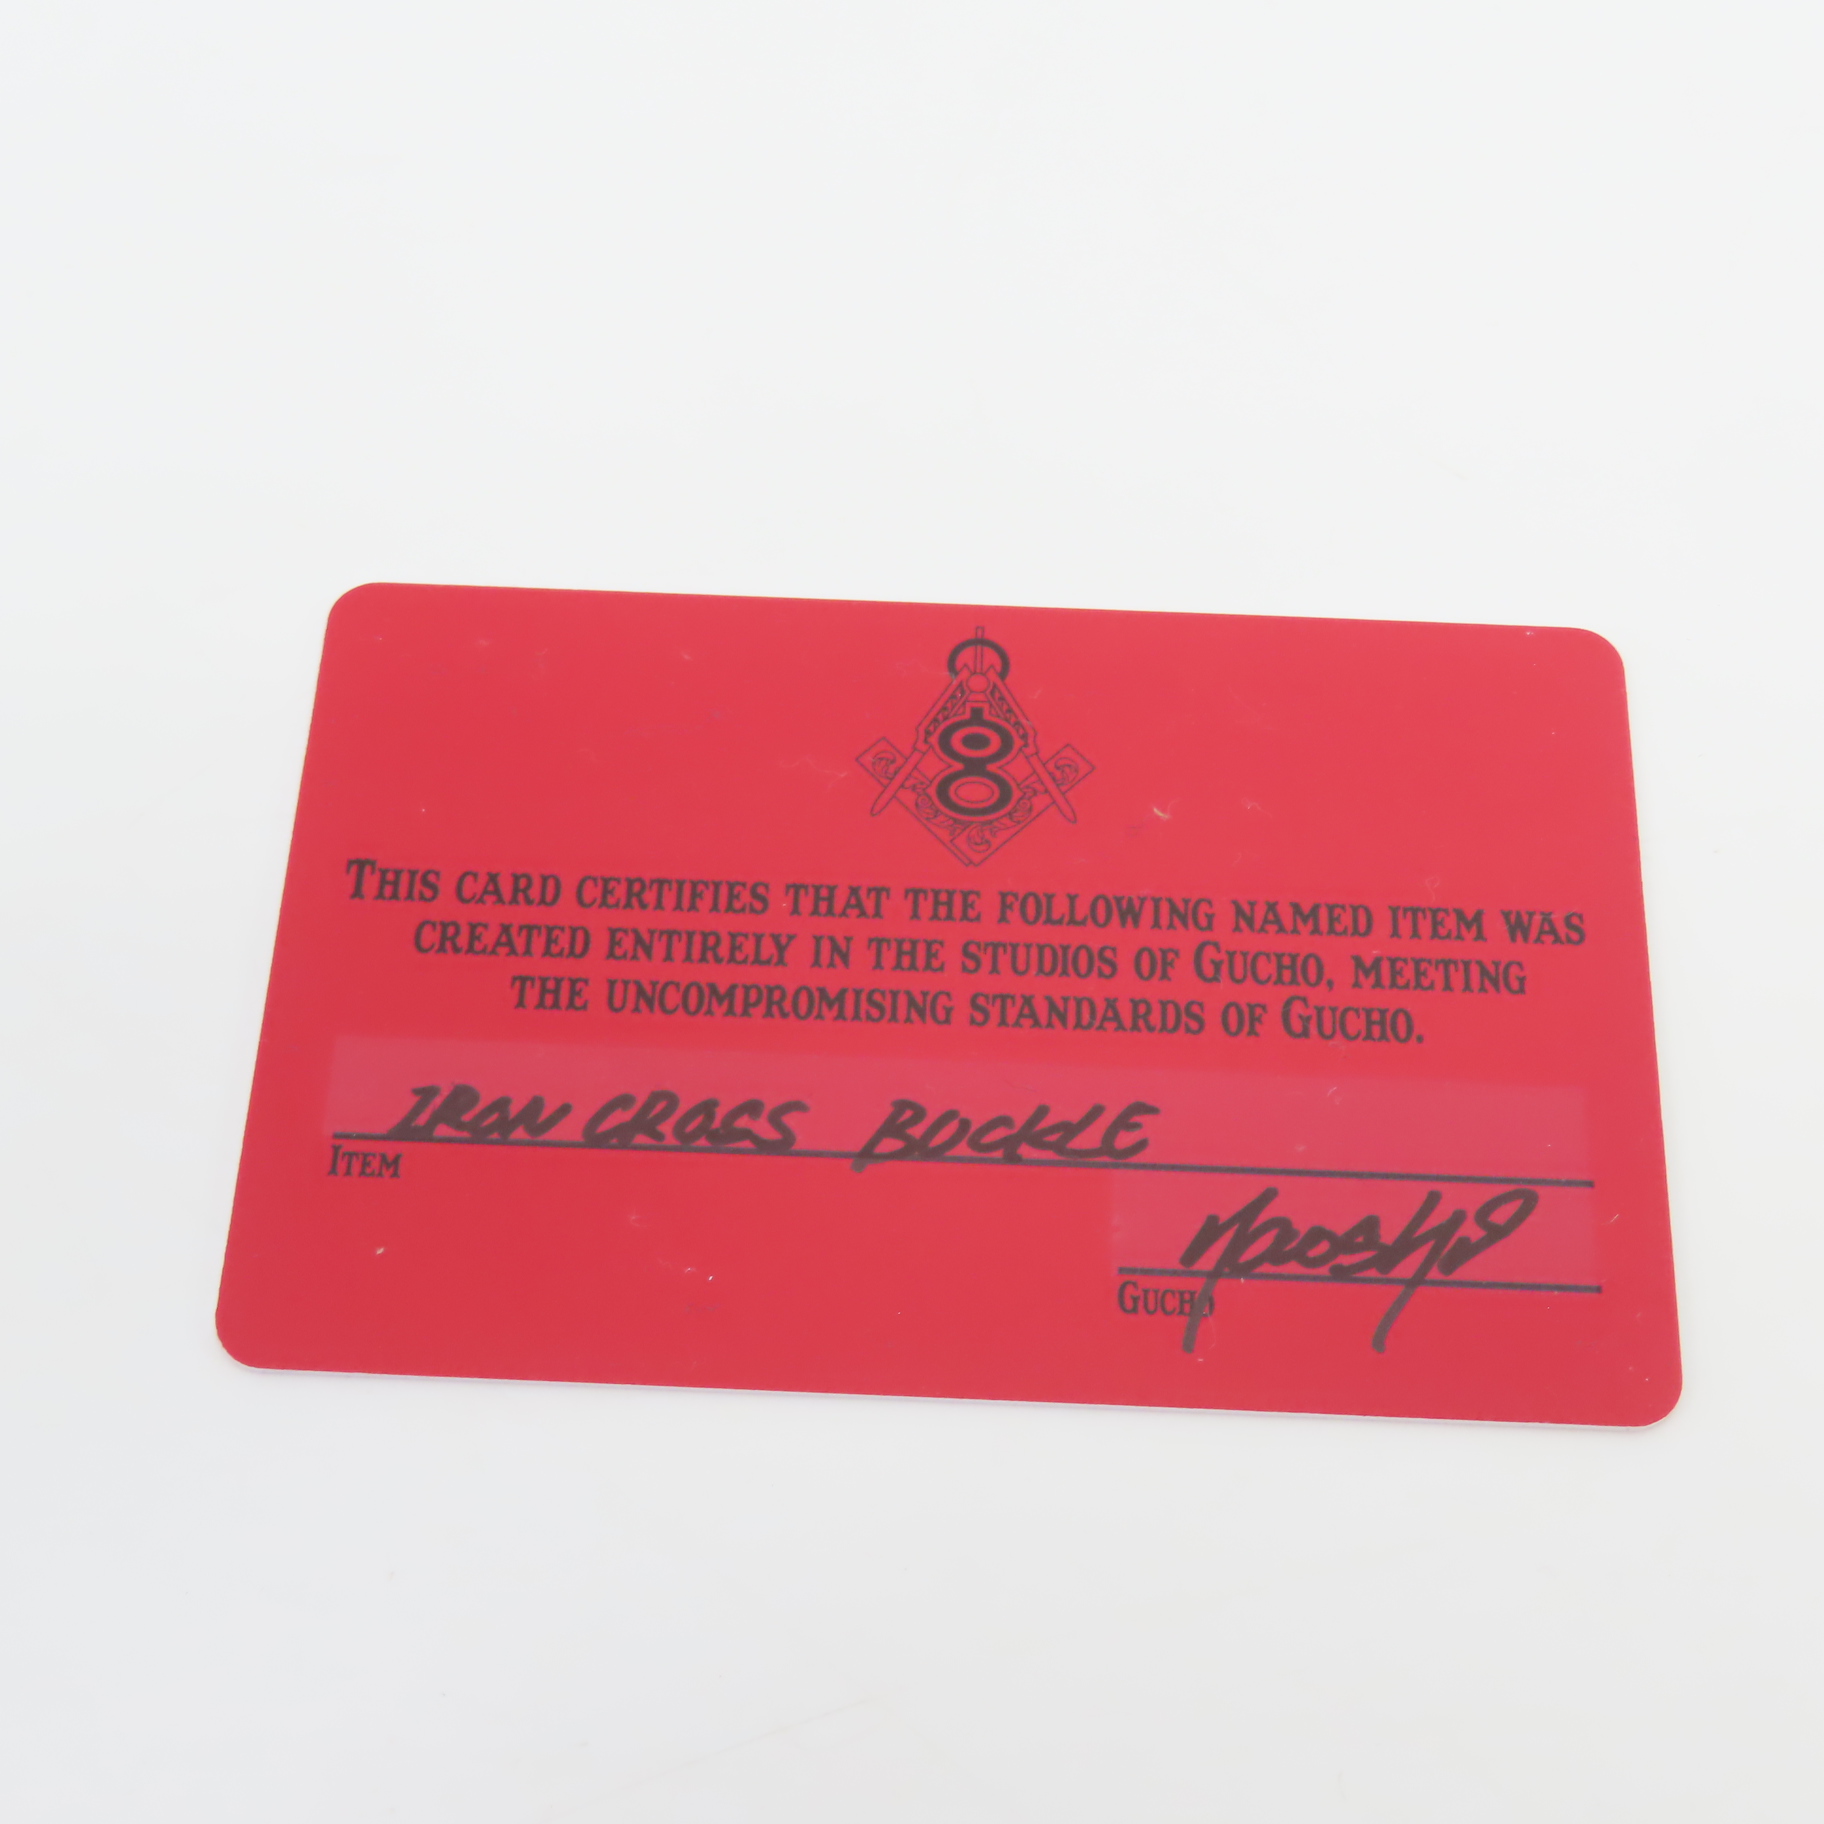 8
THIS CARD CERTIFIES THAT THE FOLLOWING NAMED ITEM WAS
CREATED ENTIRELY IN THE STUDIOS OF GUCHO, MEETING
THE UNCOMPROMISING STANDARDS OF GUCHO.
IRON CROSS BUCKLE
ITEM
GUCHO